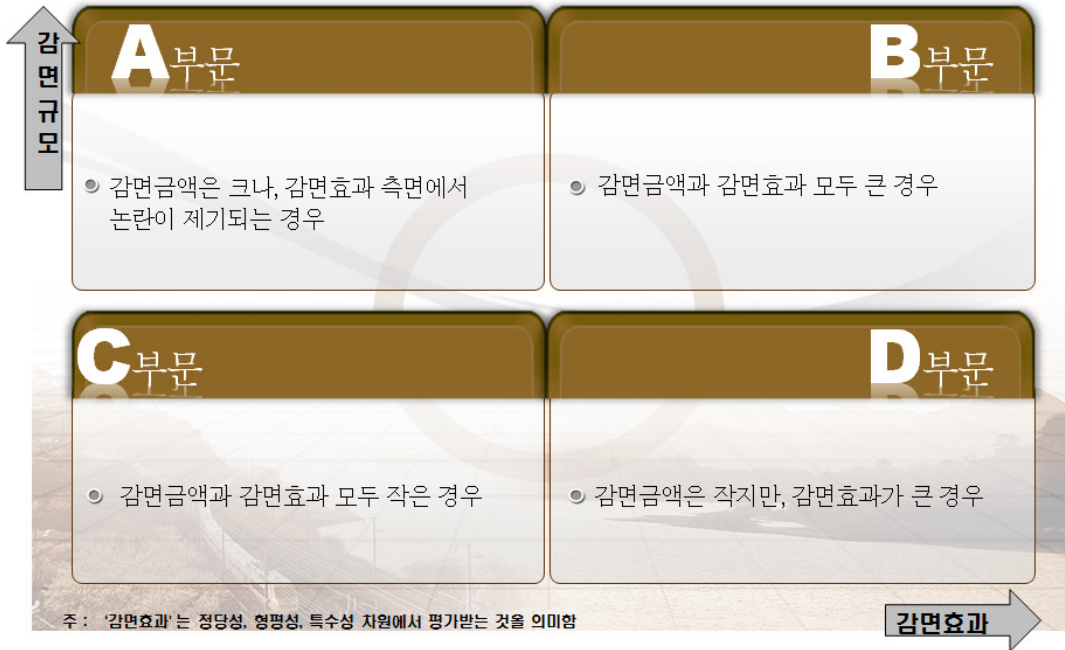 감면규모
A부문
B부문
감면금액은 크나, 감면효과 측면에서
논란이 제기되는 경우
감면금액과 감면효과 모두 큰 경우
C부문
D부문
감면금액과 감면효과 모두 작은 경우
감면금액은 작지만, 감면효과가 큰 경우
주 : ‘감면효과’ 는 정당성, 형평성, 특수성 차원에서 평가받는 것을 의미함
감면효과